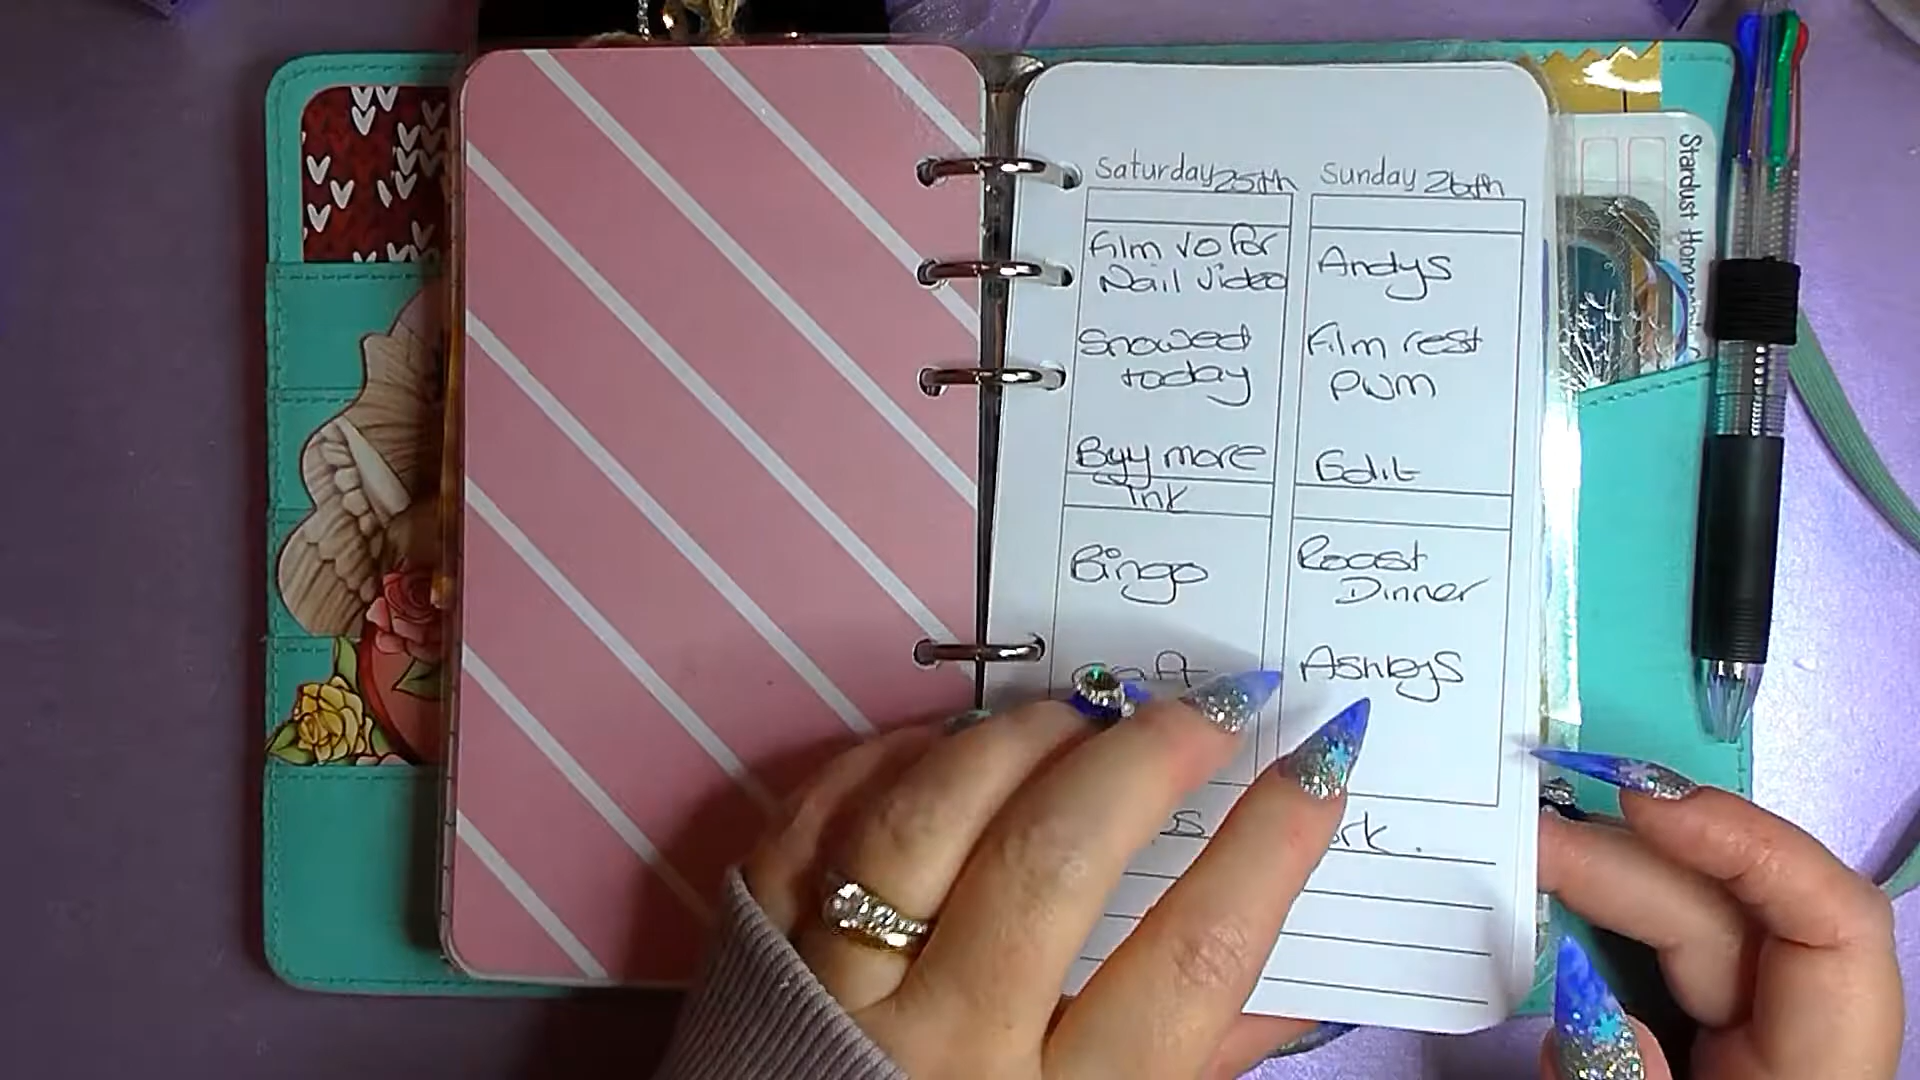 Saturday 25th
Film vo for
Nail video
Snowed
today
Buy more
Ink
Bingo
Sunday 26th
Andys
Film rest
PWM
Edit
Roast
Dinner
Ashleys
Stardust